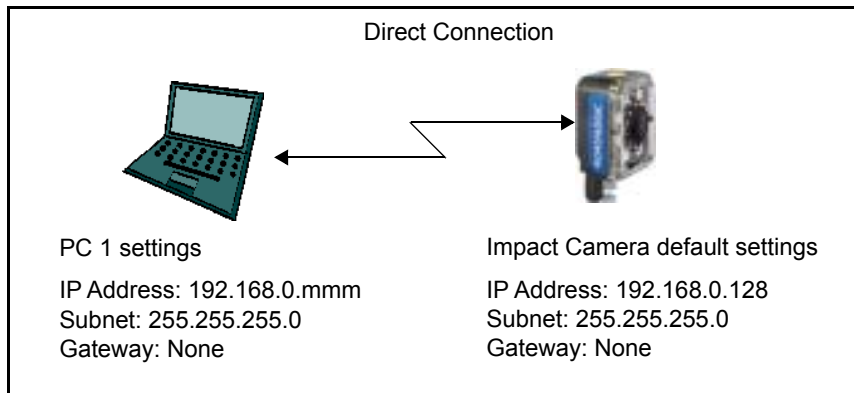 Direct Connection
PC 1 settings
IP Address: 192.168.0.mmm
Subnet: 255.255.255.0
Gateway: None
Impact Camera default settings
IP Address: 192.168.0.128
Subnet: 255.255.255.0
Gateway: None